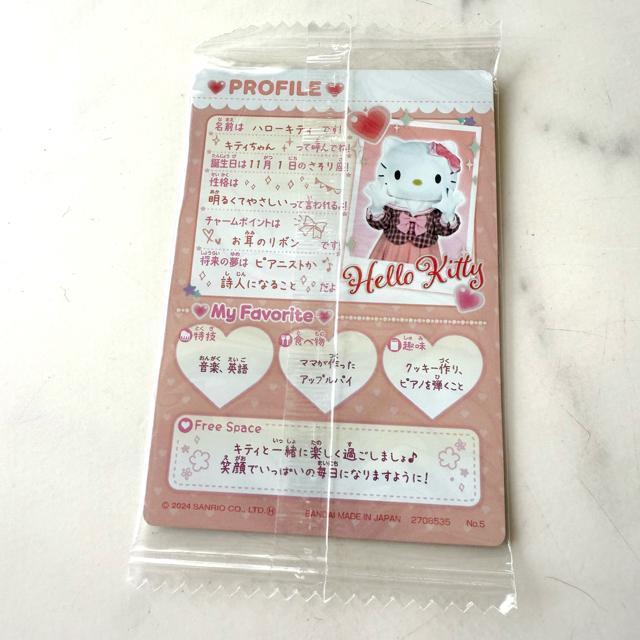 PROFILE
名前は ハローキティ です!
キティちゃん って呼んでね!
誕生日は11月1日のさそり座!
性格は
明るくてやさしいって言われるよ!
チャームポイントは
お耳のリボン です
将来の夢は ピアニストか
詩人になること だよ
Hello Kitty
My Favorite
特技
音楽、英語
食べ物
ママが作った
アップルパイ
趣味
クッキー作り、
ピアノを弾くこと
Free Space
キティと一緒に楽しく過ごしましょ♪
笑顔でいっぱいの毎日になりますように!
© 2024 SANRIO CO., LTD. Ⓗ
BANDAI MADE IN JAPAN 2708535 No.5